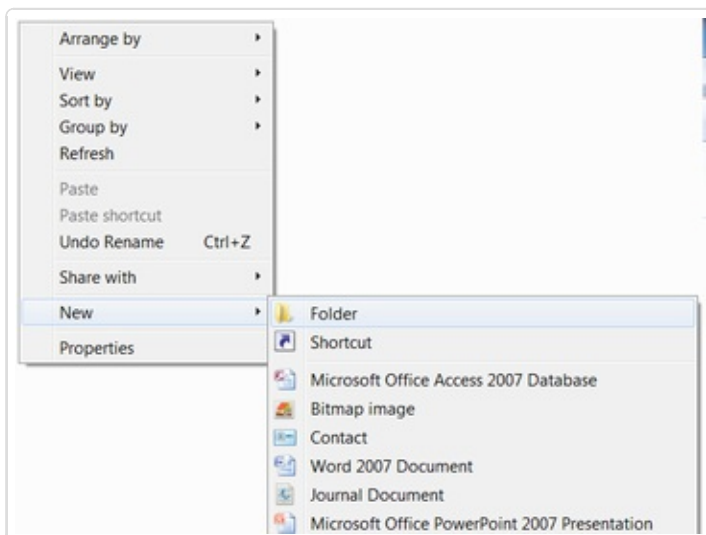 Arrange by
View
Sort by
Group by
Refresh
Paste
Paste shortcut
Undo Rename Ctrl+Z
Share with
New
Properties
Folder
Shortcut
Microsoft Office Access 2007 Database
Bitmap image
Contact
Word 2007 Document
Journal Document
Microsoft Office PowerPoint 2007 Presentation